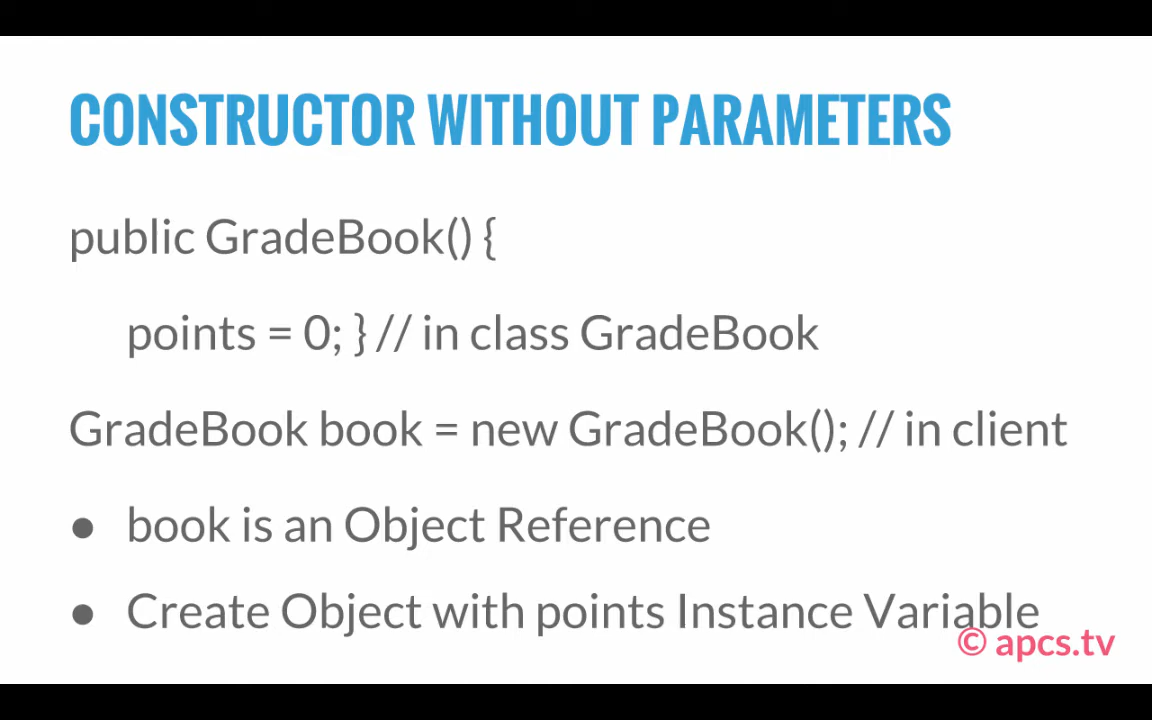 CONSTRUCTOR WITHOUT PARAMETERS
public GradeBook() {
points = 0; } // in class GradeBook
GradeBook book = new GradeBook(); // in client
● book is an Object Reference
● Create Object with points Instance Variable
© apcs.tv